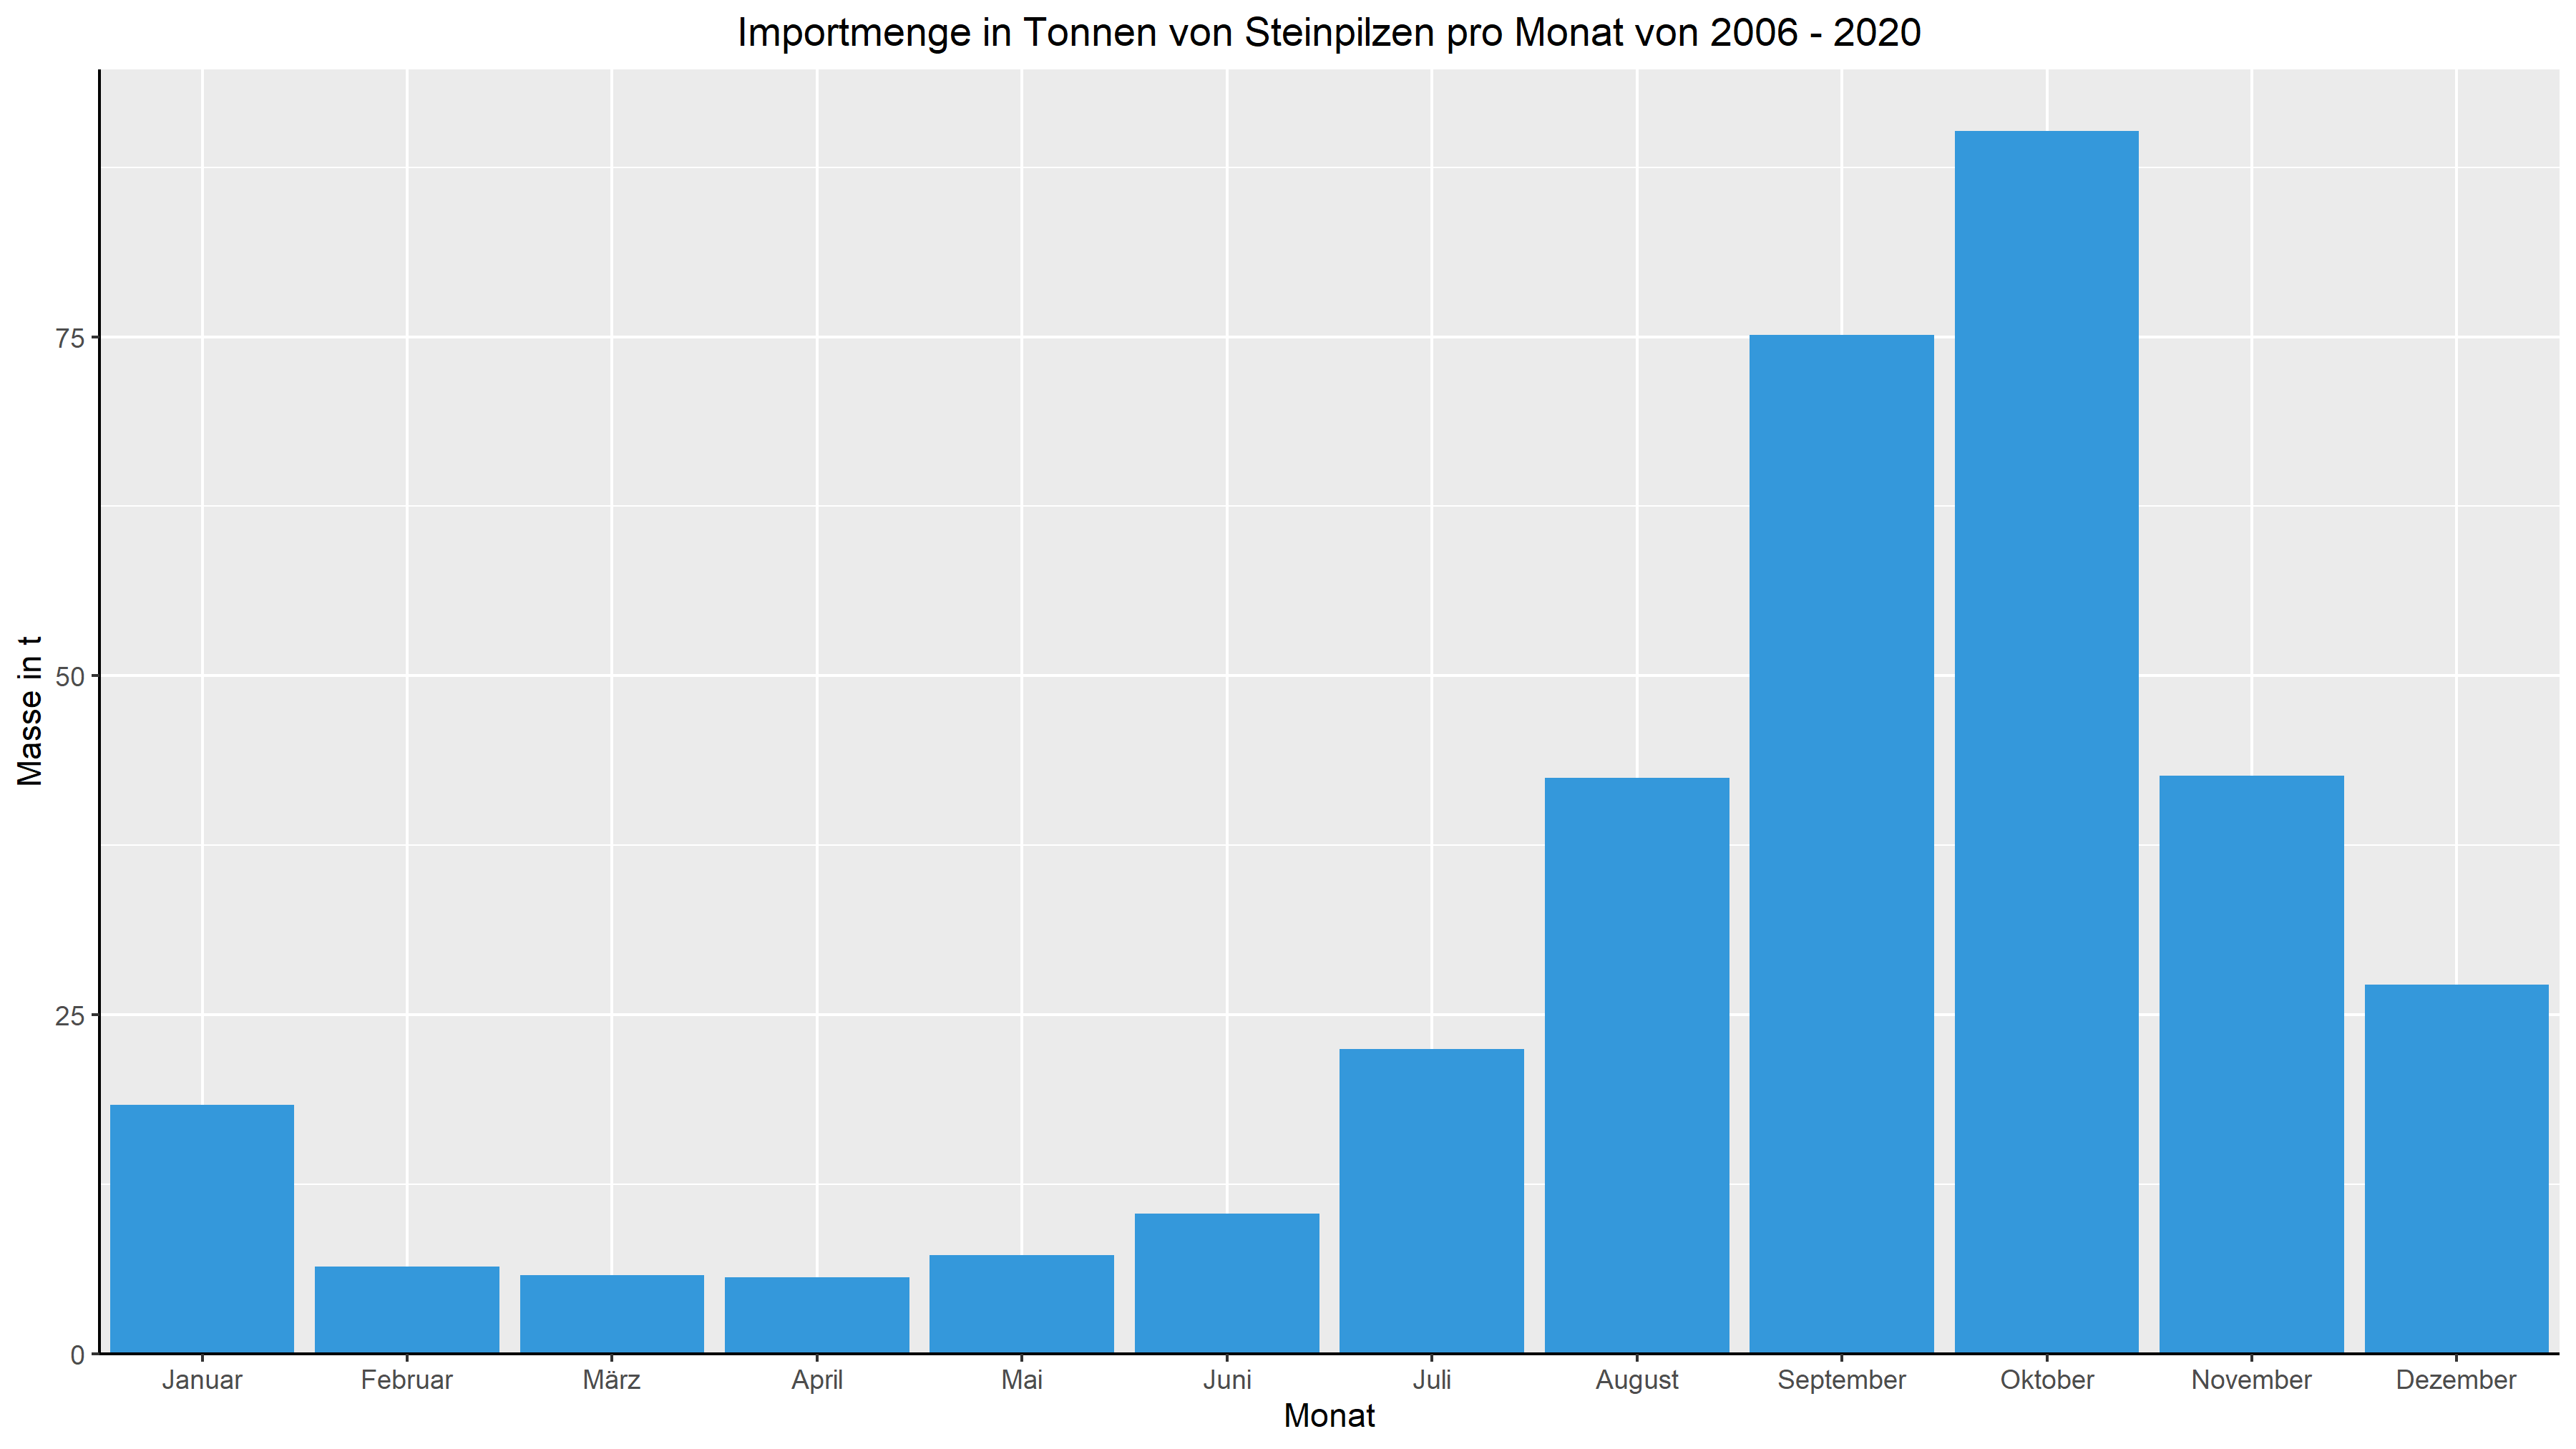 Importmenge in Tonnen von Steinpilzen pro Monat von 2006 - 2020
Masse in t
75
50
25
0
Januar Februar März April Mai Juni Juli August September Oktober November Dezember
Monat